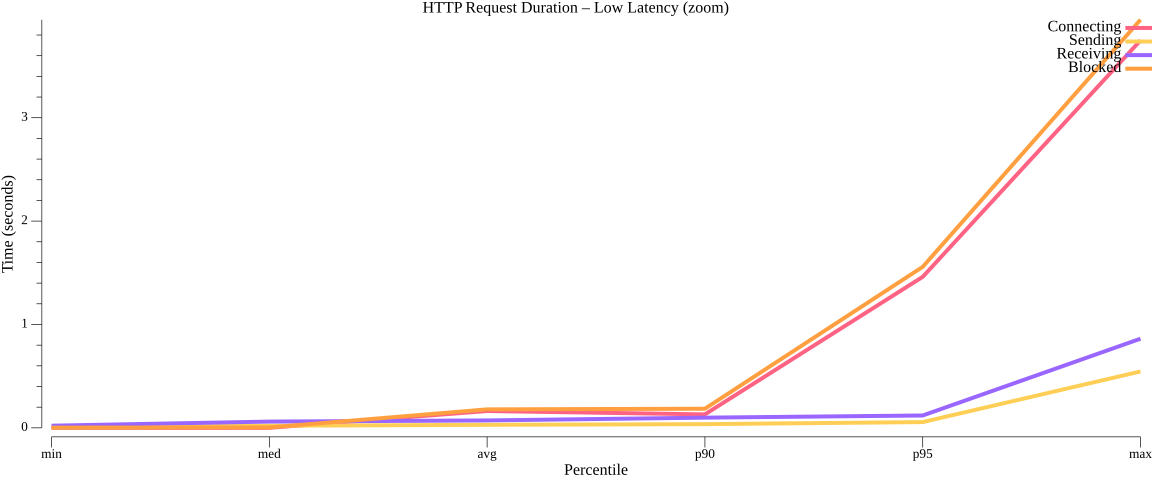 HTTP Request Duration – Low Latency (zoom)
Connecting
Sending
Receiving
Blocked
Time (seconds)
3
2
1
0
min med avg p90 p95 max
Percentile